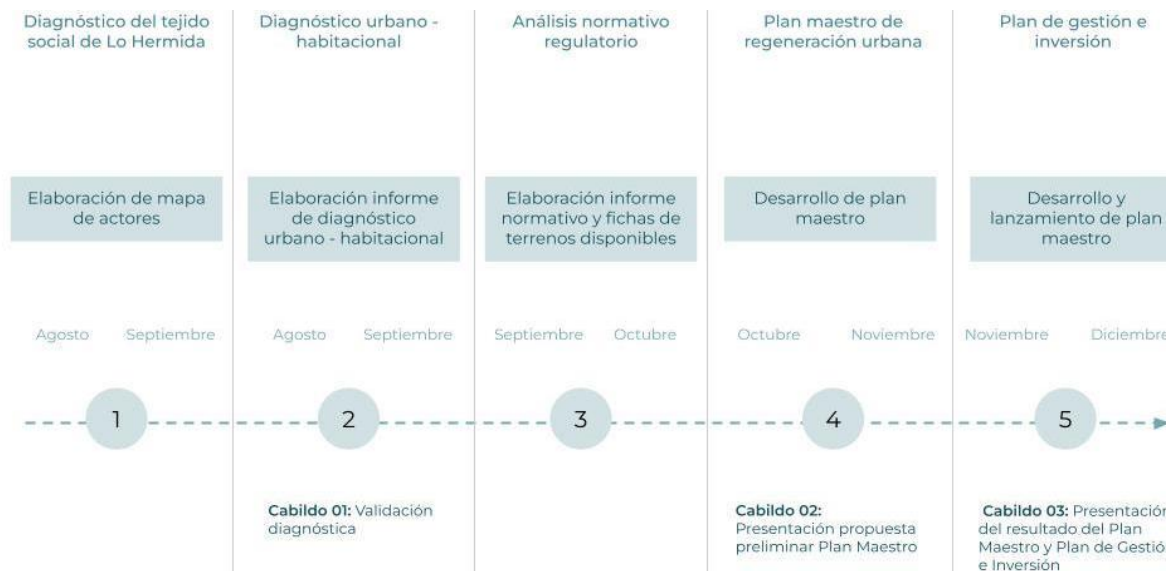 Diagnóstico del tejido
social de Lo Hermida
Diagnóstico urbano -
habitacional
Análisis normativo
regulatorio
Plan maestro de
regeneración urbana
Plan de gestión e
inversión
Elaboración de mapa
de actores
Elaboración informe
de diagnóstico
urbano - habitacional
Elaboración informe
normativo y fichas de
terrenos disponibles
Desarrollo de plan
maestro
Desarrollo y
lanzamiento de plan
maestro
Agosto Septiembre
Agosto Septiembre
Septiembre Octubre
Octubre Noviembre
Noviembre Diciembre
1
2
3
4
5
Cabildo 01: Validación
diagnóstica
Cabildo 02:
Presentación propuesta
preliminar Plan Maestro
Cabildo 03: Presentación
del resultado del Plan
Maestro y Plan de Gestió
e Inversión